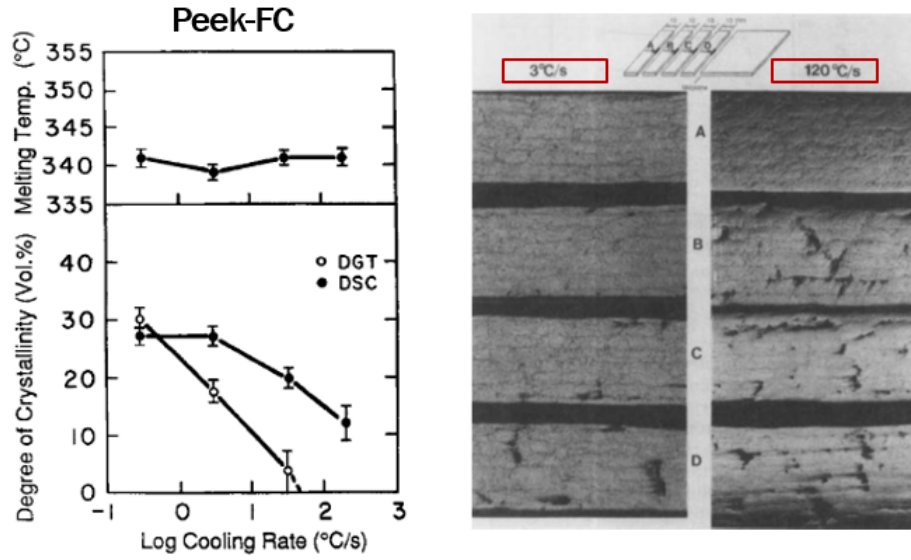 Peek-FC
Melting Temp. (°C)
355
350
345
340
335
Degree of Crystallinity (Vol.%)
40
30
20
10
0
DGT
DSC
-1 0 1 2 3
Log Cooling Rate (°C/s)
A B C D
3°C/s
120°C/s
A
B
C
D